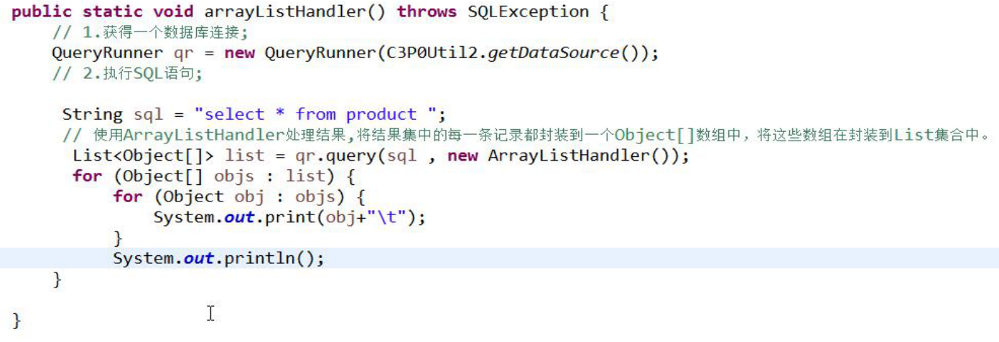 public static void arrayListHandler() throws SQLException {
// 1.获得一个数据库连接;
QueryRunner qr = new QueryRunner(C3P0Util2.getDataSource());
// 2.执行SQL语句;
String sql = "select * from product ";
// 使用ArrayListHandler处理结果,将结果集中的每一条记录都封装到一个Object[]数组中，将这些数组在封装到List集合中。
List<Object[]> list = qr.query(sql , new ArrayListHandler());
for (Object[] objs : list) {
for (Object obj : objs) {
System.out.print(obj+"\t");
}
System.out.println();
}
}